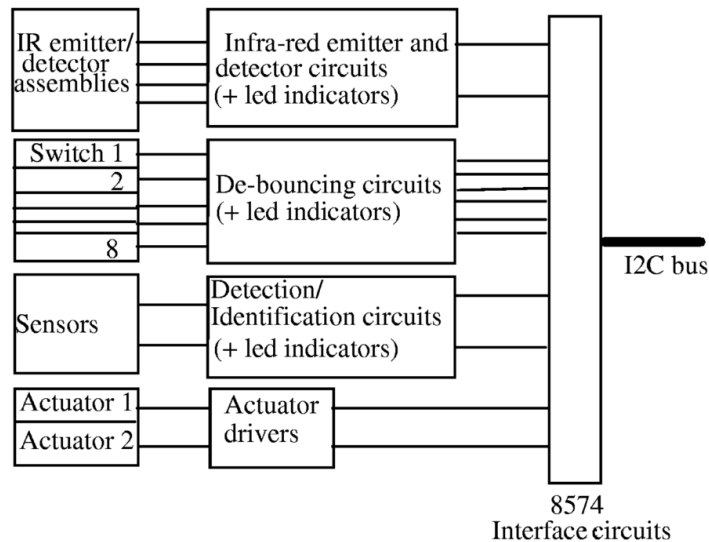 IR emitter/
detector
assemblies
Infra-red emitter and
detector circuits
(+ led indicators)
Switch 1
2
8
De-bouncing circuits
(+ led indicators)
I2C bus
Sensors
Detection/
Identification circuits
(+ led indicators)
Actuator 1
Actuator 2
Actuator
drivers
8574
Interface circuits